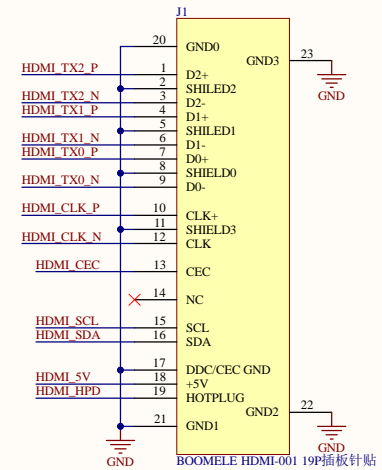 J1
20 GND0
GND3 23
GND
HDMI_TX2_P 1 D2+
2 SHILED2
HDMI_TX2_N 3 D2-
HDMI_TX1_P 4 D1+
5 SHILED1
HDMI_TX1_N 6 D1-
HDMI_TX0_P 7 D0+
8 SHIELD0
HDMI_TX0_N 9 D0-
HDMI_CLK_P 10 CLK+
11 SHIELD3
HDMI_CLK_N 12 CLK
HDMI_CEC 13 CEC
14 NC
HDMI_SCL 15 SCL
HDMI_SDA 16 SDA
17 DDC/CEC GND
HDMI_5V 18 +5V
HDMI_HPD 19 HOTPLUG
GND2 22
21 GND1
GND
GND
BOOMELE HDMI-001 19P插板针贴